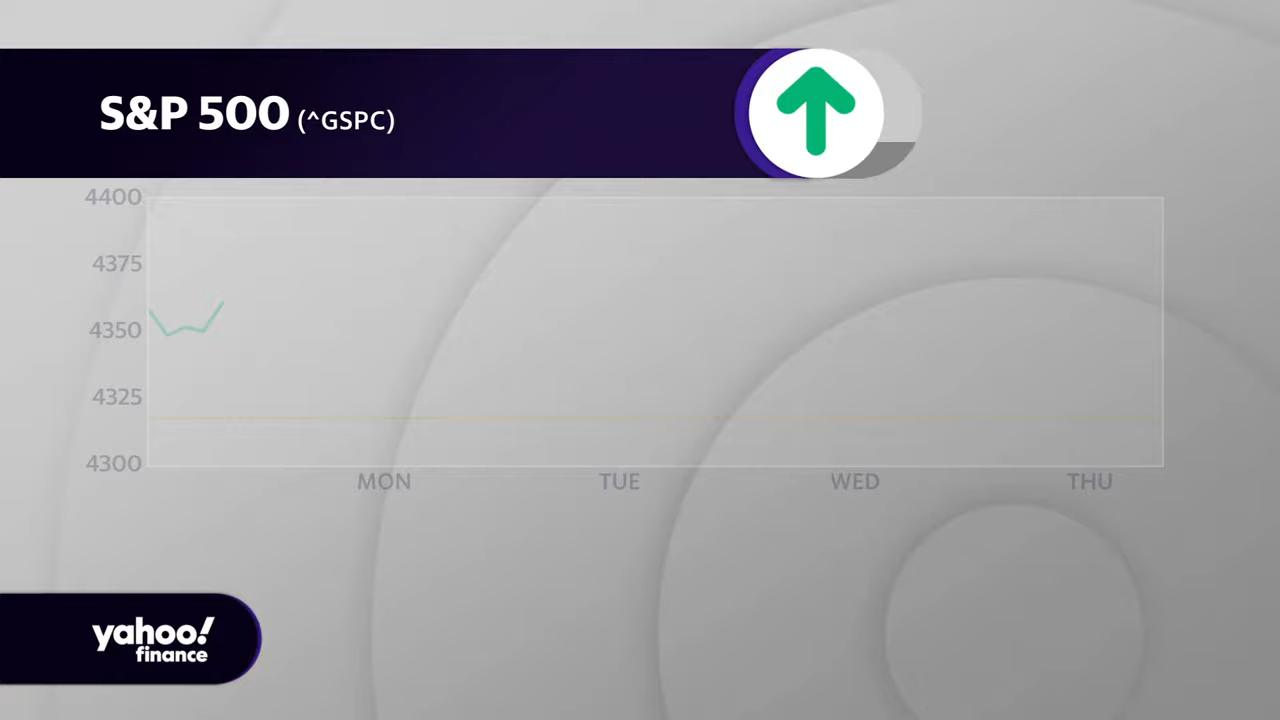 S&P 500 (^GSPC)
4400
4375
4350
4325
4300
MON TUE WED THU
yahoo!
finance